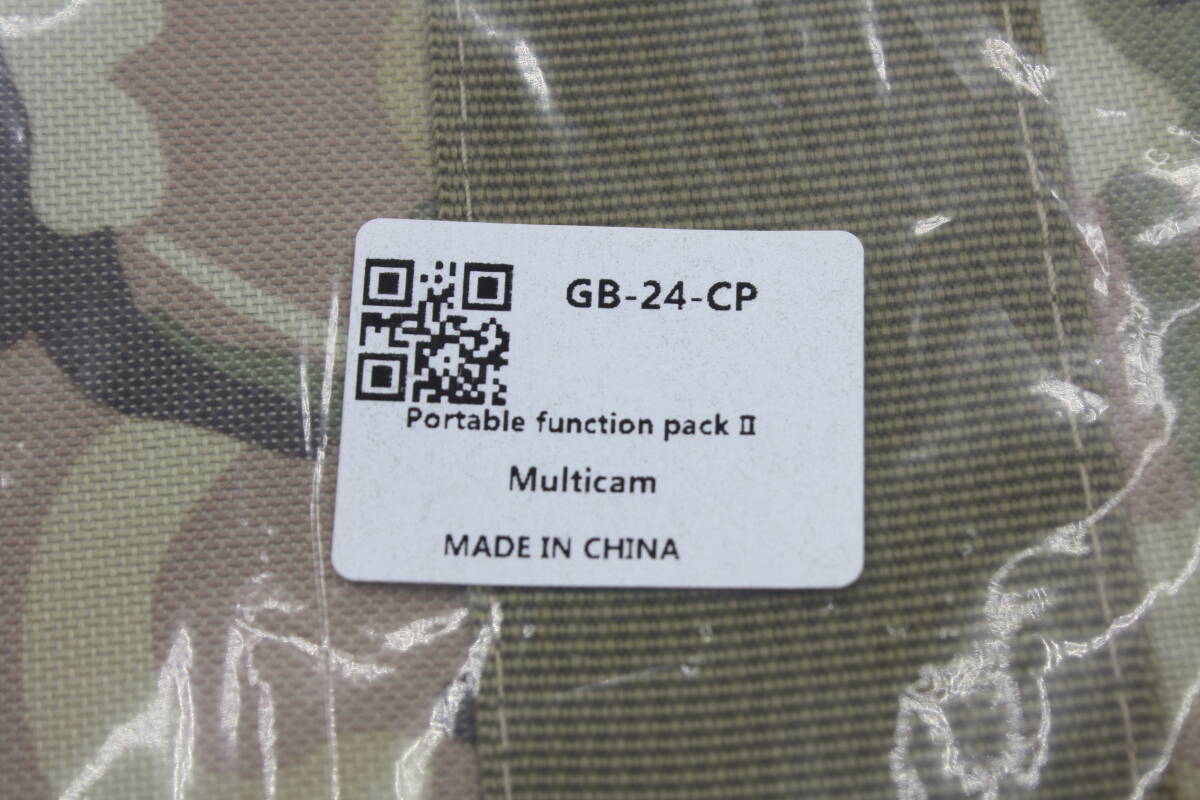 GB-24-CP
Portable function pack Ⅱ
Multicam
MADE IN CHINA